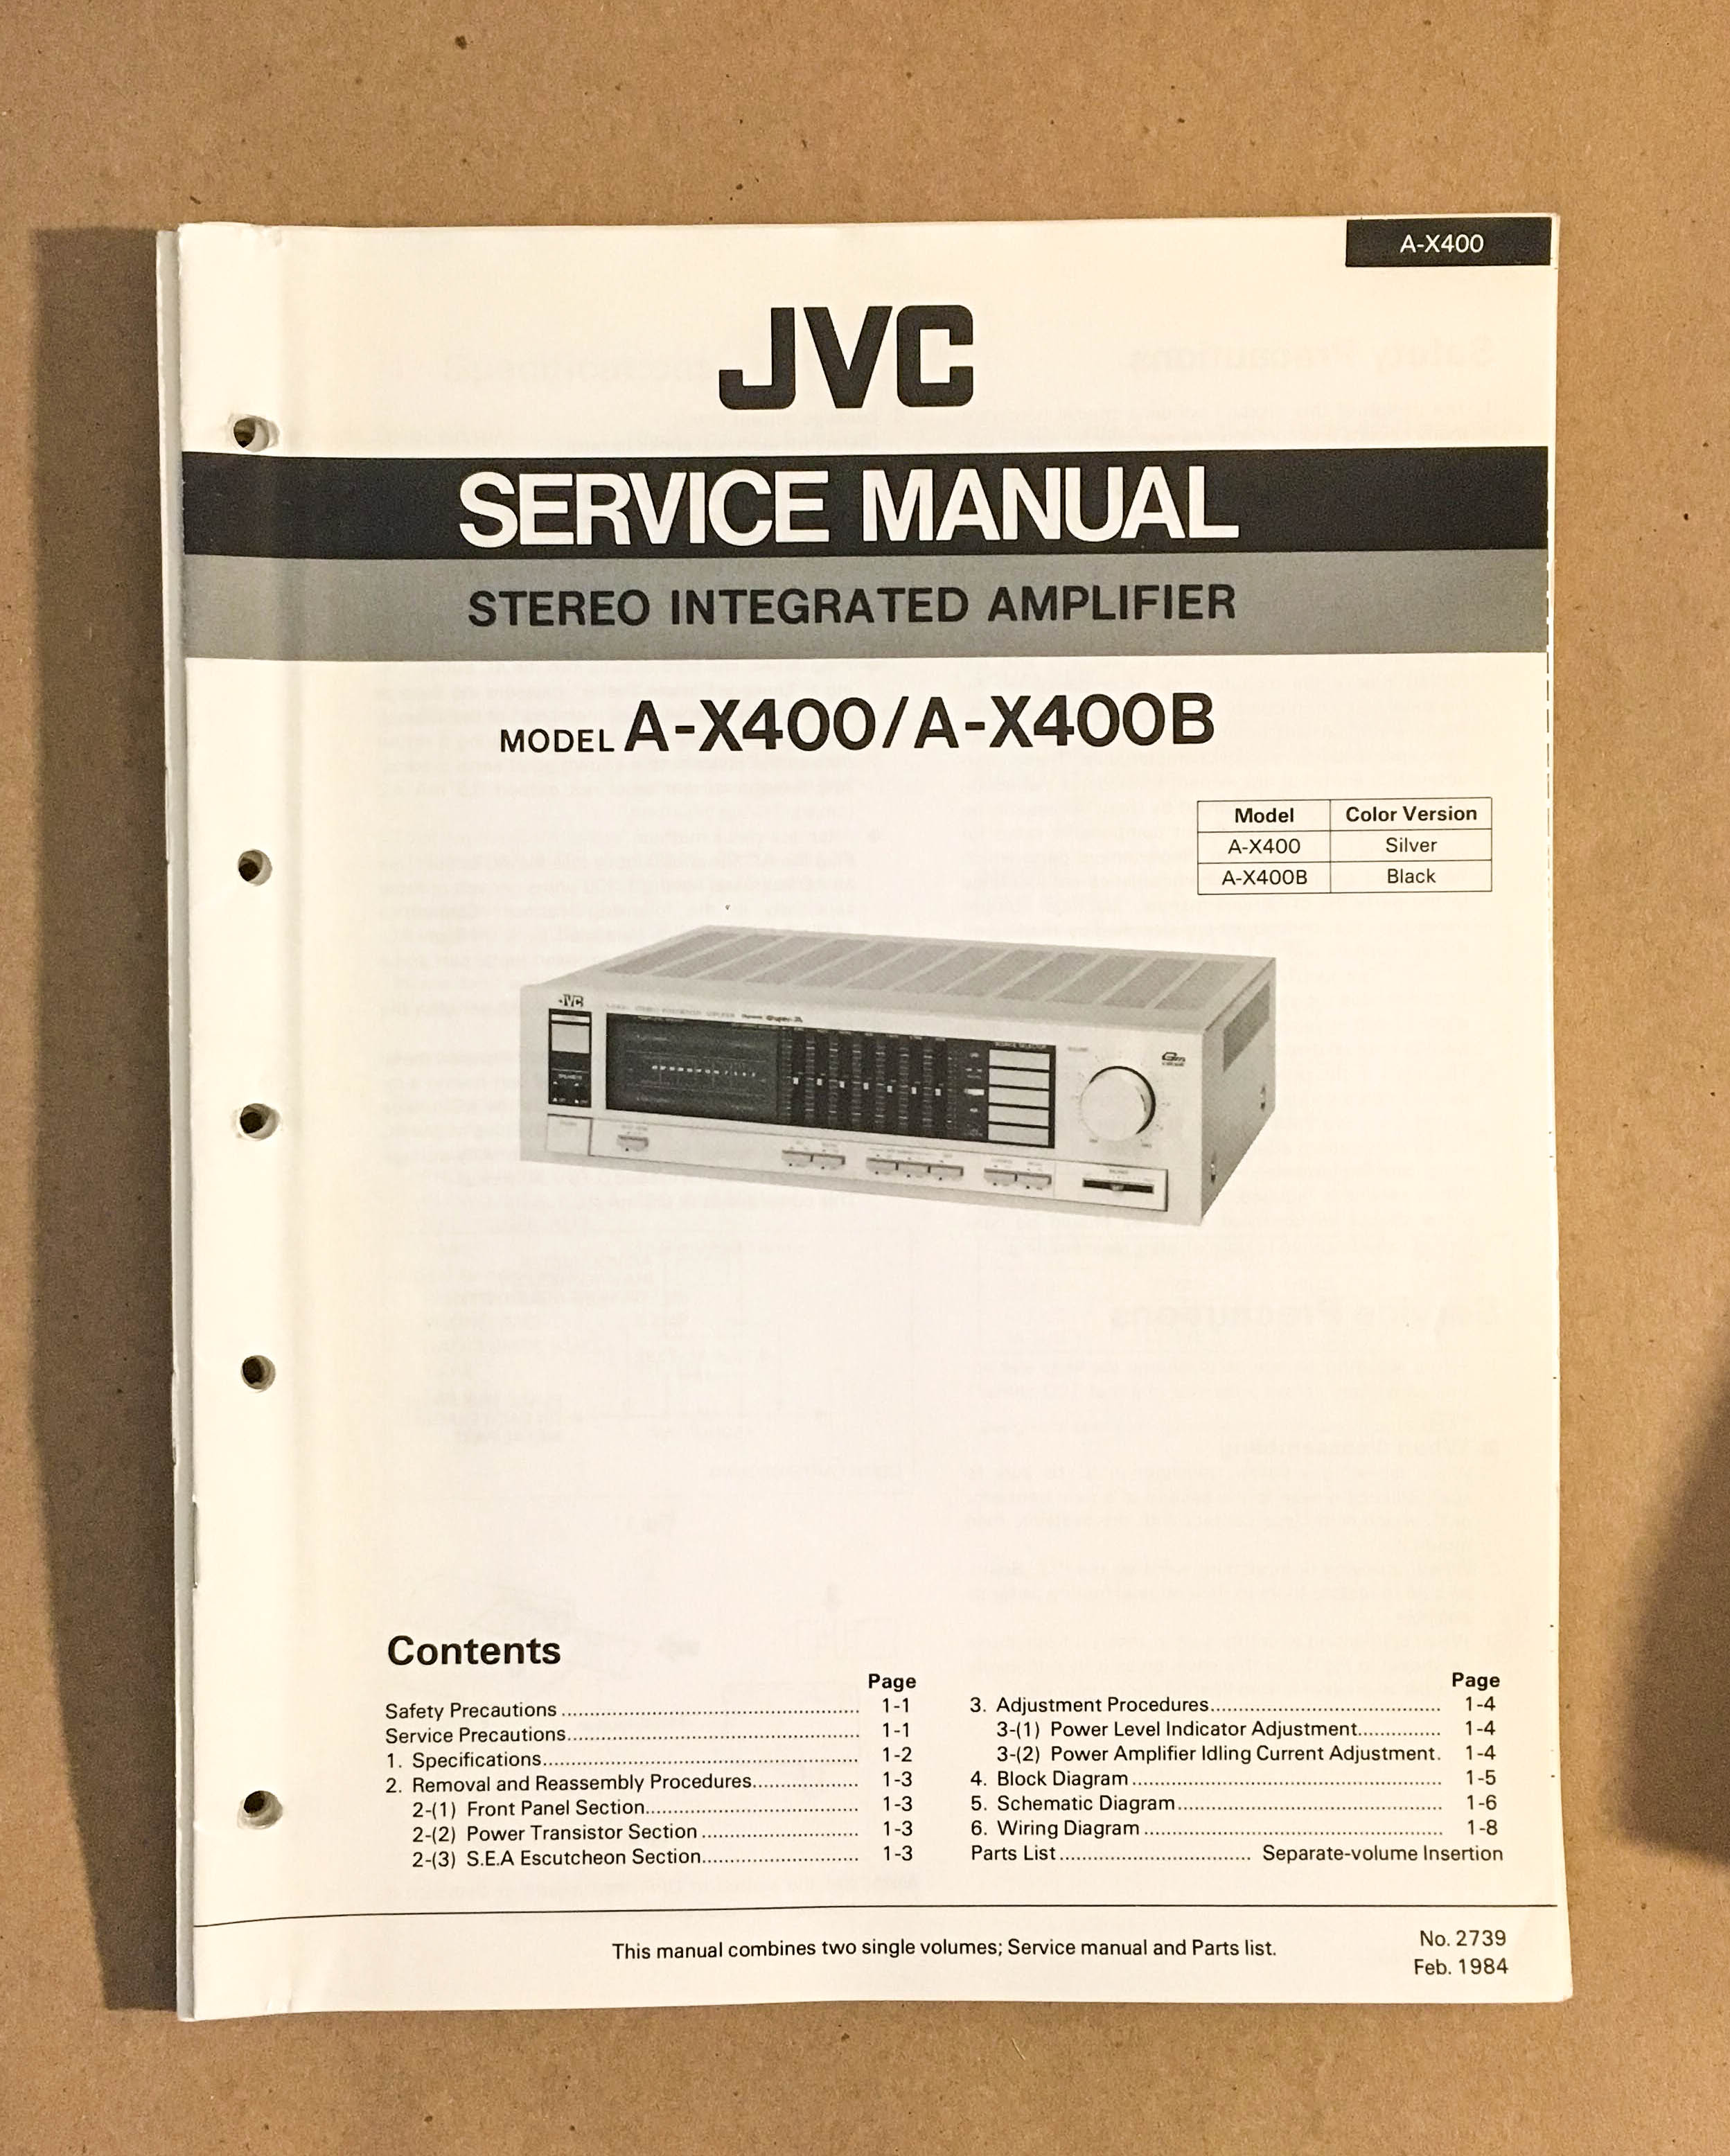 A-X400
JVC
SERVICE MANUAL
STEREO INTEGRATED AMPLIFIER
MODEL A-X400/A-X400B
Model Color Version
A-X400 Silver
A-X400B Black
JVC
Contents
Page
Safety Precautions ........ 1-1
Service Precautions ........ 1-1
1. Specifications ........ 1-2
2. Removal and Reassembly Procedures ........ 1-3
2-(1) Front Panel Section ........ 1-3
2-(2) Power Transistor Section ........ 1-3
2-(3) S.E.A Escutcheon Section ........ 1-3
Page
3. Adjustment Procedures ........ 1-4
3-(1) Power Level Indicator Adjustment ........ 1-4
3-(2) Power Amplifier Idling Current Adjustment. 1-4
4. Block Diagram ........ 1-5
5. Schematic Diagram ........ 1-6
6. Wiring Diagram ........ 1-8
Parts List ........ Separate-volume Insertion
This manual combines two single volumes; Service manual and Parts list.
No. 2739
Feb. 1984